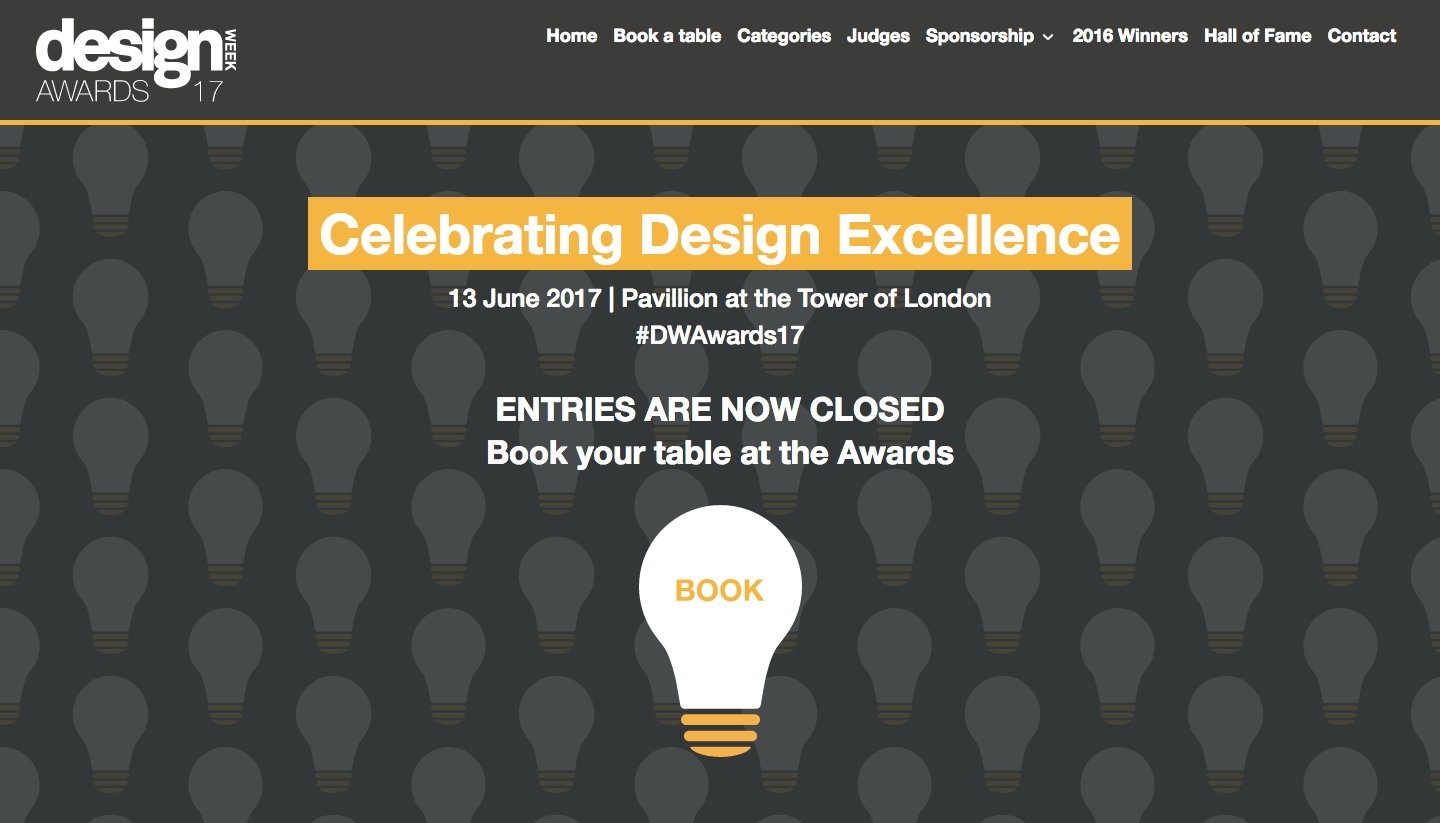 design WEEK
AWARDS 17
Home Book a table Categories Judges Sponsorship 2016 Winners Hall of Fame Contact
Celebrating Design Excellence
13 June 2017 | Pavillion at the Tower of London
#DWAwards17
ENTRIES ARE NOW CLOSED
Book your table at the Awards
BOOK